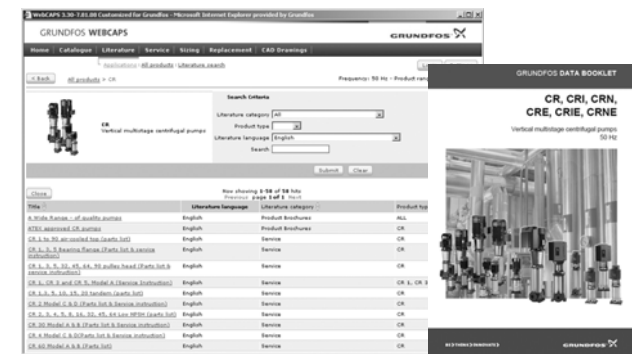 WebCAPS 3.30-7.01.08 Customized for Grundfos - Microsoft Internet Explorer provided by Grundfos
GRUNDFOS WEBCAPS
GRUNDFOS
Home Catalogue Literature Service Sizing Replacement CAD Drawings
Applications All products Literature search
< Back All products > CR Frequency: 50 Hz - Product rang
Search Criteria
CR
Vertical multistage centrifugal pumps
Literature category All
Product type
Literature language English
Search
Submit Clear
Close
Now showing 1-58 of 58 hits
Previous page 1 of 1 Next
Title Literature language Literature category Product typ
A Wide Range - of quality pumps English Product brochures ALL
ATEX approved CR pumps English Product brochures CR
CR 1 to 90 air-cooled top (parts list) English Service CR
CR 1, 3, 5 Bearing flange (Parts list & service instruction) English Service CR
CR 1, 3, 5, 32, 45, 64, 90 pulley head (Parts list & service instruction) English Service CR
CR 1, CR 3 and CR 5, Model A (Service Instruction) English Service CR 1, CR 3
CR 1,3, 5, 10, 15, 20 tandem (parts list) English Service CR
CR 2 Model C & D (Parts list & Service instruction) English Service CR
CR 2, 3, 4, 5, 8, 16, 32, 45, 64 Low NPSH (parts list) English Service CR
CR 30 Model A & B (Parts list & Service instruction) English Service CR
CR 4 Model C & D(Parts list & Service instruction) English Service CR
CR 60 Model A & B (Parts list) English Service CR
GRUNDFOS DATA BOOKLET
CR, CRI, CRN,
CRE, CRIE, CRNE
Vertical multistage centrifugal pumps
50 Hz
BE>THINK>INNOVATE>
GRUNDFOS